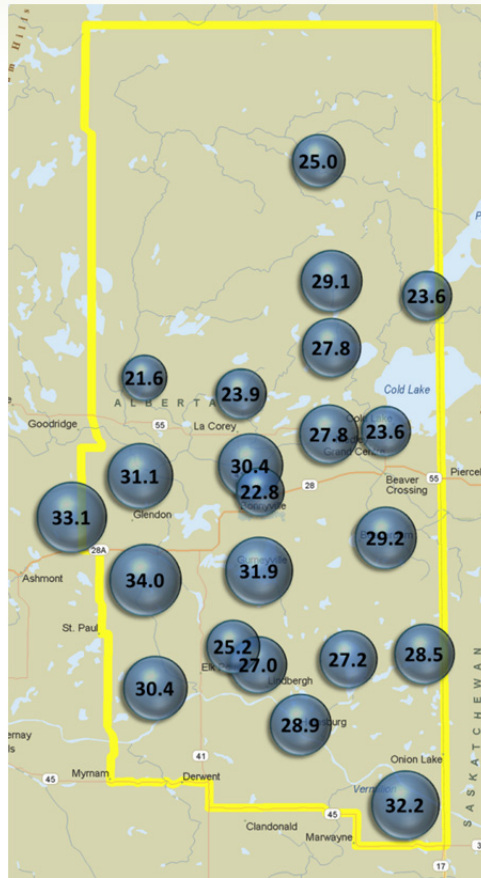 m Hills
25.0
29.1
23.6
27.8
21.6
23.9
Cold Lake
ALBERTA
Goodridge
55
La Corey
27.8
23.6
Grand Centre
30.4
31.1
22.8
28
55
Pierce
Beaver
Crossing
Glendon
33.1
29.2
28A
Ashmont
34.0
31.9
St. Paul
25.2
27.0
27.2
28.5
Lindbergh
30.4
28.9
SASKATCHEWAN
41
Onion Lake
45
Myrnam
Derwent
32.2
45
Clandonald
Marwayne
17